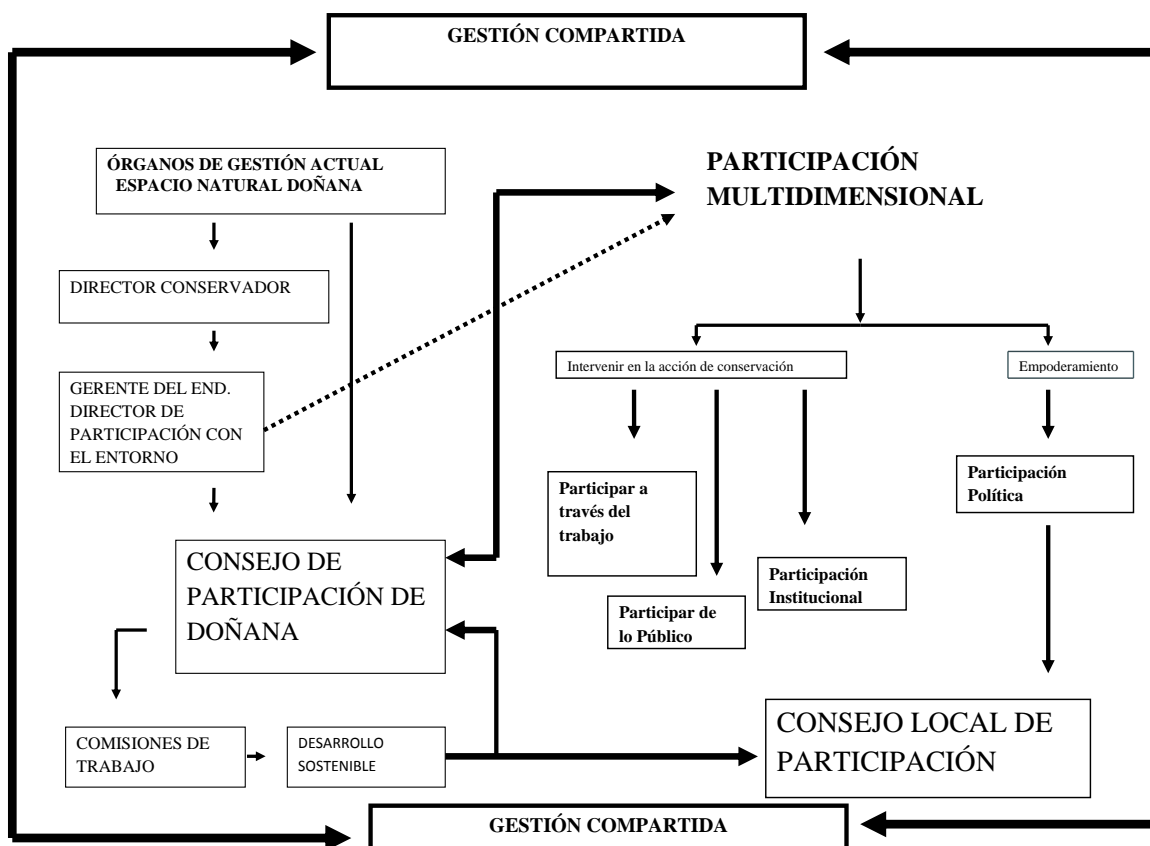 GESTIÓN COMPARTIDA
ÓRGANOS DE GESTIÓN ACTUAL
ESPACIO NATURAL DOÑANA
PARTICIPACIÓN
MULTIDIMENSIONAL
DIRECTOR CONSERVADOR
GERENTE DEL END.
DIRECTOR DE
PARTICIPACIÓN CON
EL ENTORNO
Intervenir en la acción de conservación
Empoderamiento
Participar a
través del
trabajo
Participación
Política
CONSEJO DE
PARTICIPACIÓN DE
DOÑANA
Participación
Institucional
Participar de
lo Público
COMISIONES DE
TRABAJO
DESARROLLO
SOSTENIBLE
CONSEJO LOCAL DE
PARTICIPACIÓN
GESTIÓN COMPARTIDA